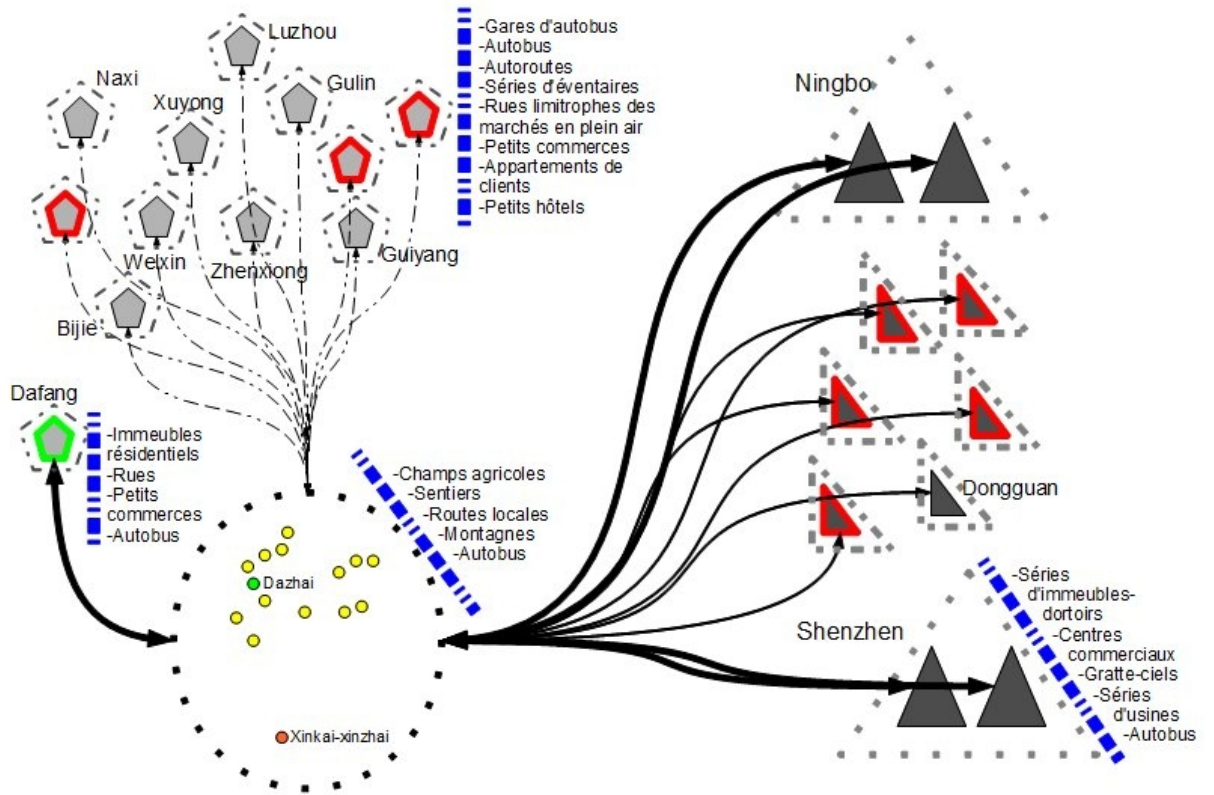 Luzhou
Naxi
Xuyong
Gulin
Weixin
Zhenxiong
Guiyang
Bijie
-Gares d'autobus
-Autobus
-Autoroutes
-Séries d'éventaires
-Rues limitrophes des
marchés en plein air
-Petits commerces
-Appartements de
clients
-Petits hôtels
Ningbo
Dafang
-Immeubles
résidentiels
-Rues
-Petits
commerces
-Autobus
-Champs agricoles
-Sentiers
-Routes locales
-Montagnes
-Autobus
Dongguan
Dazhai
Xinkai-xinzhai
Shenzhen
-Séries
d'immeubles-
dortoirs
-Centres
commerciaux
-Gratte-ciels
-Séries
d'usines
-Autobus